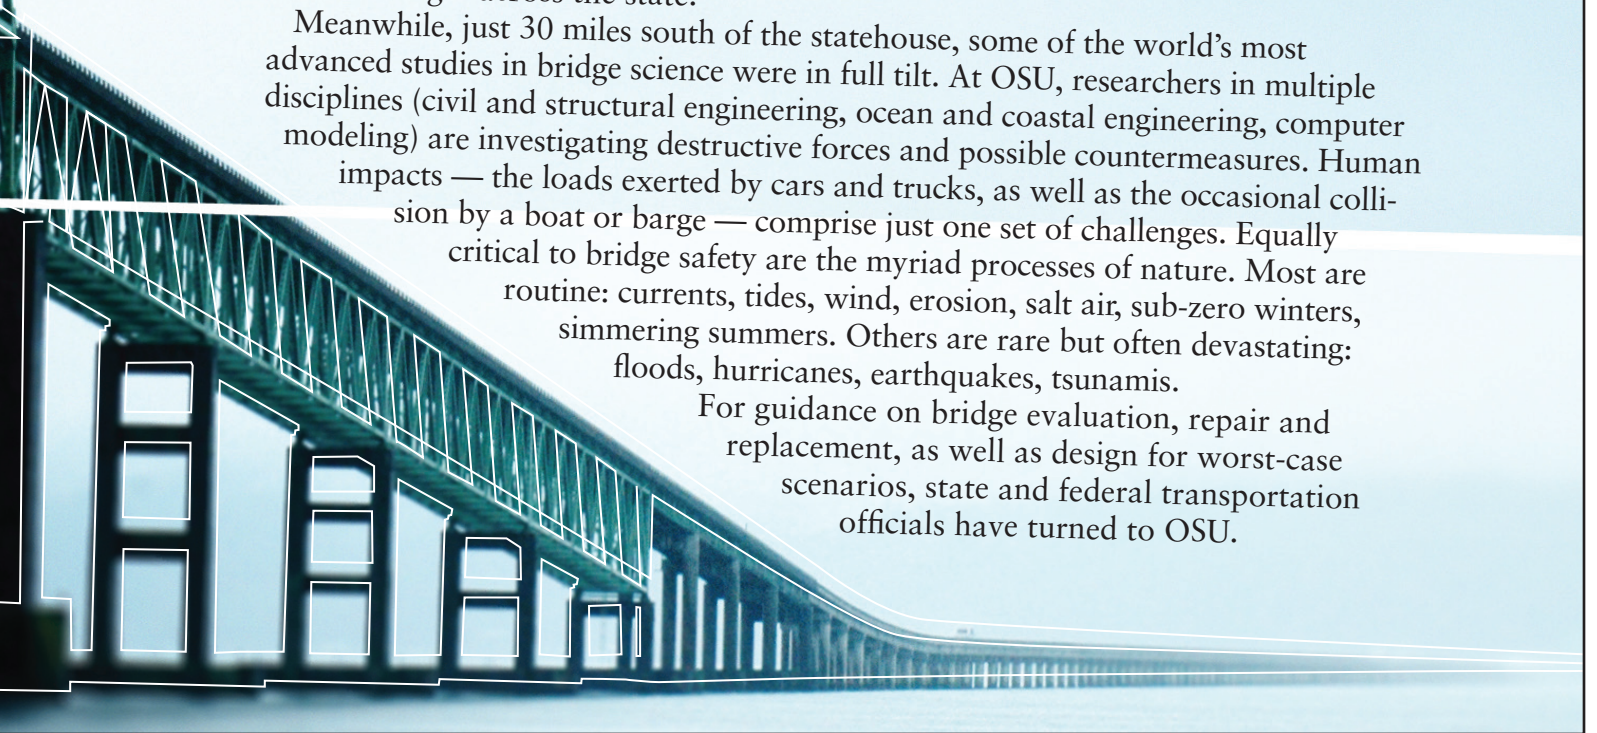 the state.
Meanwhile, just 30 miles south of the statehouse, some of the world's most
advanced studies in bridge science were in full tilt. At OSU, researchers in multiple
disciplines (civil and structural engineering, ocean and coastal engineering, computer
modeling) are investigating destructive forces and possible countermeasures. Human
impacts — the loads exerted by cars and trucks, as well as the occasional colli-
sion by a boat or barge — comprise just one set of challenges. Equally
critical to bridge safety are the myriad processes of nature. Most are
routine: currents, tides, wind, erosion, salt air, sub-zero winters,
simmering summers. Others are rare but often devastating:
floods, hurricanes, earthquakes, tsunamis.
For guidance on bridge evaluation, repair and
replacement, as well as design for worst-case
scenarios, state and federal transportation
officials have turned to OSU.